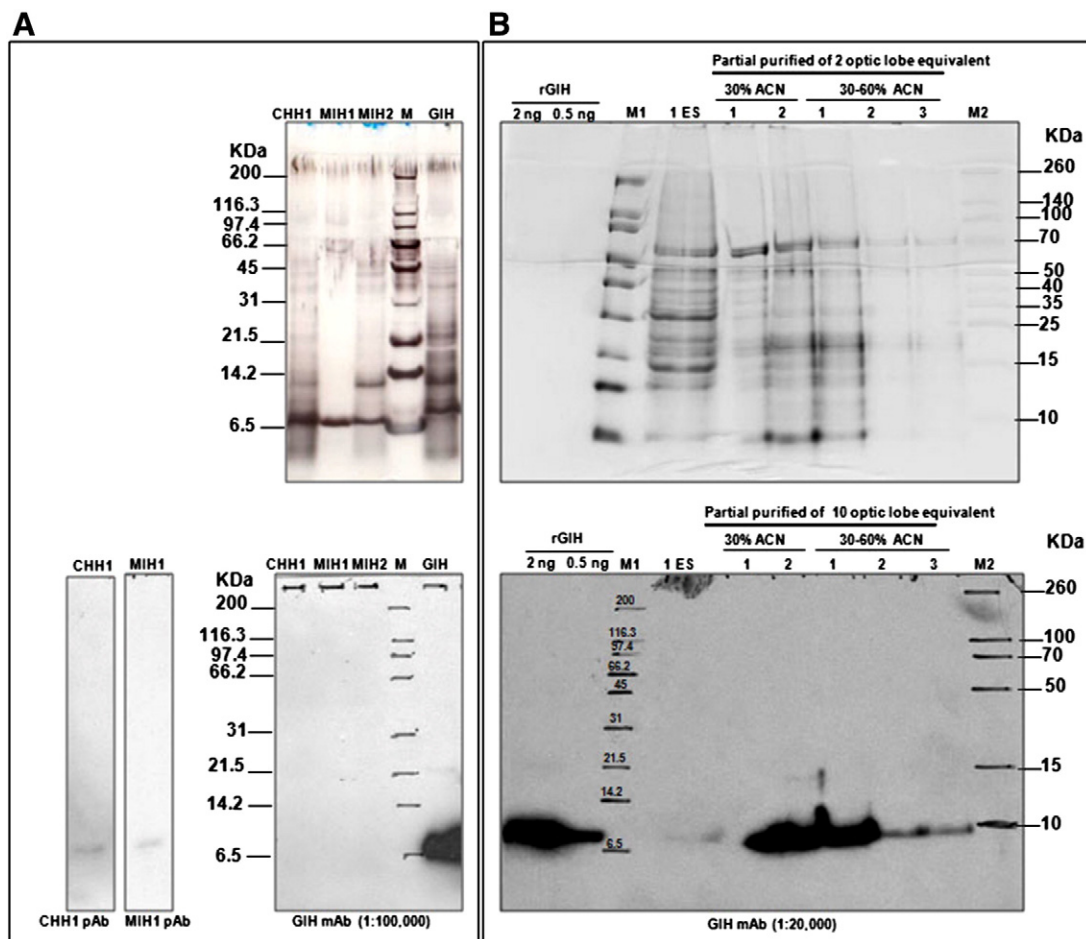 A
CHH1 MIH1 MIH2 M GIH
KDa
200
116.3
97.4
66.2
45
31
21.5
14.2
6.5
CHH1 MIH1
CHH1 pAb MIH1 pAb
CHH1 MIH1 MIH2 M GIH
KDa
200
116.3
97.4
66.2
31
21.5
14.2
6.5
GIH mAb (1:100,000)
B
Partial purified of 2 optic lobe equivalent
rGIH 30% ACN 30-60% ACN
2 ng 0.5 ng M1 1 ES 1 2 1 2 3 M2
KDa
260
140
100
70
50
40
35
25
15
10
Partial purified of 10 optic lobe equivalent
rGIH 30% ACN 30-60% ACN
2 ng 0.5 ng M1 1 ES 1 2 1 2 3 M2
KDa
200
116.3
97.4
66.2
45
31
21.5
14.2
6.5
260
100
70
50
15
10
GIH mAb (1:20,000)